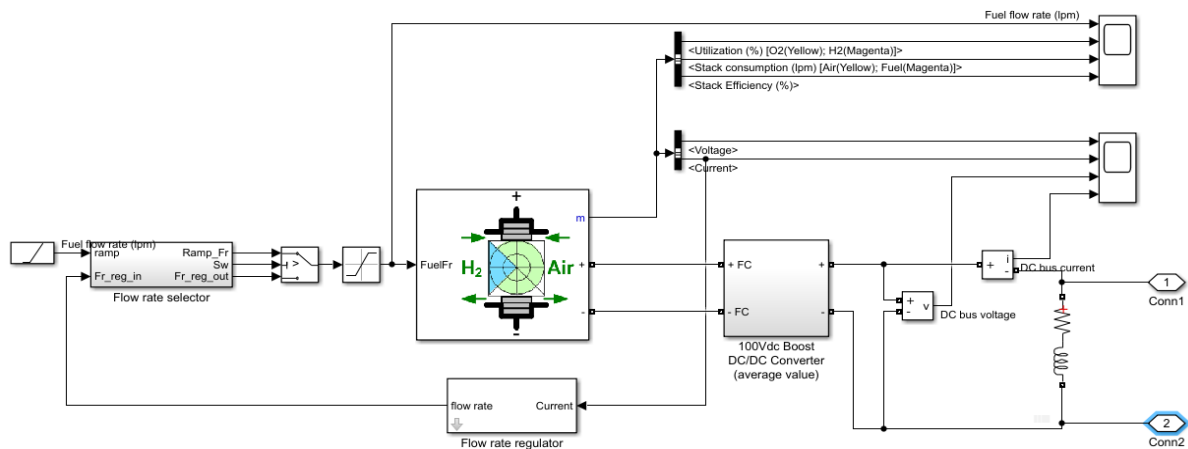 Fuel flow rate (lpm)
<Utilization (%) [O2(Yellow); H2(Magenta)]>
<Stack consumption (lpm) [Air(Yellow); Fuel(Magenta)]>
<Stack Efficiency (%)>
<Voltage>
<Current>
+
m
Fuel flow rate (lpm)
ramp
Ramp_Fr
Sw
Fr_reg_in
Fr_reg_out
Flow rate selector
>
FuelFr
H2
Air
+
-
-
+ FC
+
- FC
-
100Vdc Boost
DC/DC Converter
(average value)
+
i
-
DC bus current
+
v
-
DC bus voltage
+
1
Conn1
flow rate
Current
Flow rate regulator
2
Conn2